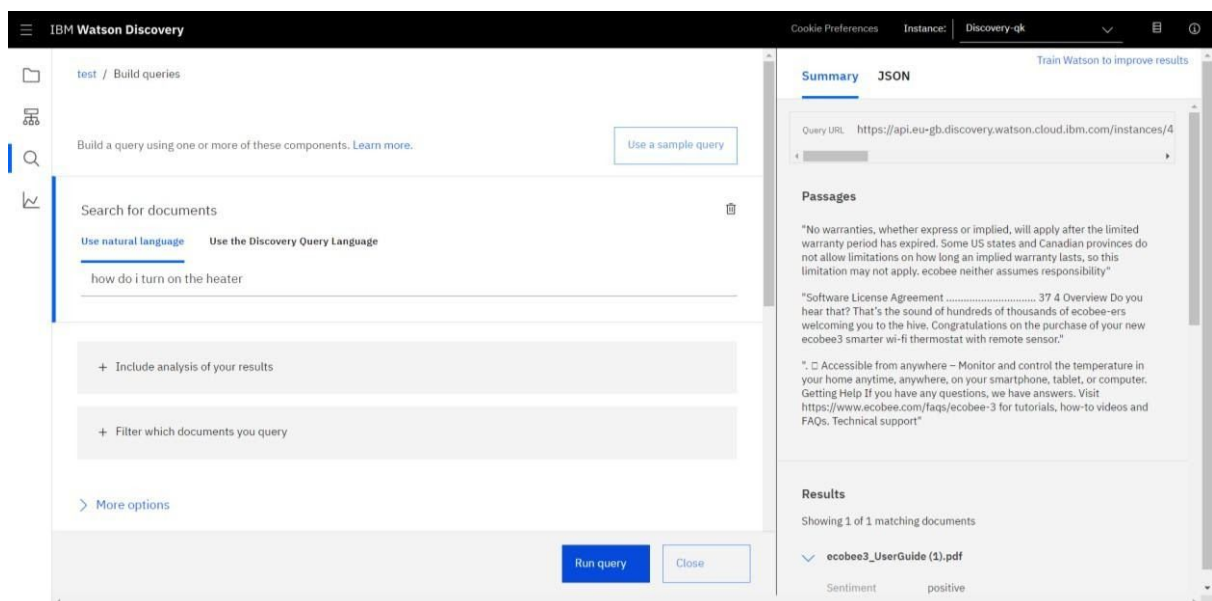 IBM Watson Discovery
Cookie Preferences Instance: Discovery-qk
test / Build queries
Build a query using one or more of these components. Learn more.
Use a sample query
Search for documents
Use natural language Use the Discovery Query Language
how do i turn on the heater
+ Include analysis of your results
+ Filter which documents you query
More options
Run query Close
Train Watson to improve results
Summary JSON
Query URL https://api.eu-gb.discovery.watson.cloud.ibm.com/instances/4
Passages
"No warranties, whether express or implied, will apply after the limited
warranty period has expired. Some US states and Canadian provinces do
not allow limitations on how long an implied warranty lasts, so this
limitation may not apply. ecobee neither assumes responsibility"
"Software License Agreement ................................ 37 4 Overview Do you
hear that? That's the sound of hundreds of thousands of ecobee-ers
welcoming you to the hive. Congratulations on the purchase of your new
ecobee3 smarter wi-fi thermostat with remote sensor."
". □ Accessible from anywhere – Monitor and control the temperature in
your home anytime, anywhere, on your smartphone, tablet, or computer.
Getting Help If you have any questions, we have answers. Visit
https://www.ecobee.com/faqs/ecobee-3 for tutorials, how-to videos and
FAQs. Technical support"
Results
Showing 1 of 1 matching documents
ecobee3_UserGuide (1).pdf
Sentiment positive